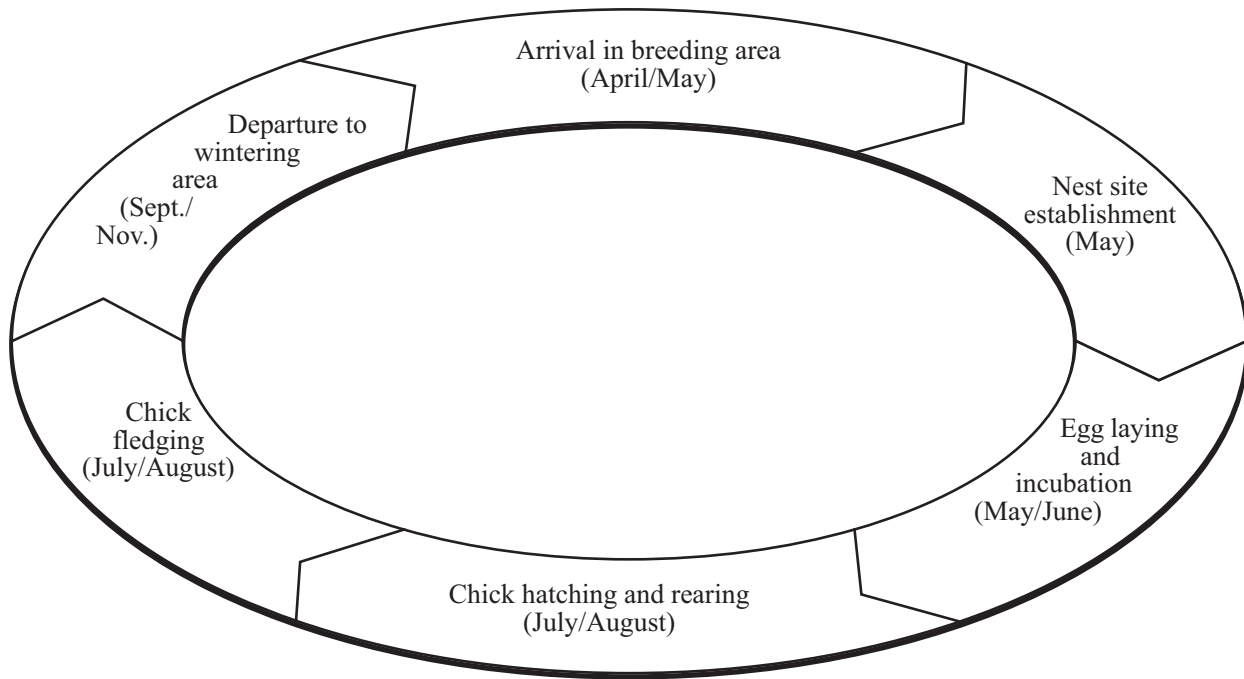 Arrival in breeding area
(April/May)
Nest site
establishment
(May)
Egg laying
and
incubation
(May/June)
Chick hatching and rearing
(July/August)
Chick
fledging
(July/August)
Departure to
wintering
area
(Sept./
Nov.)